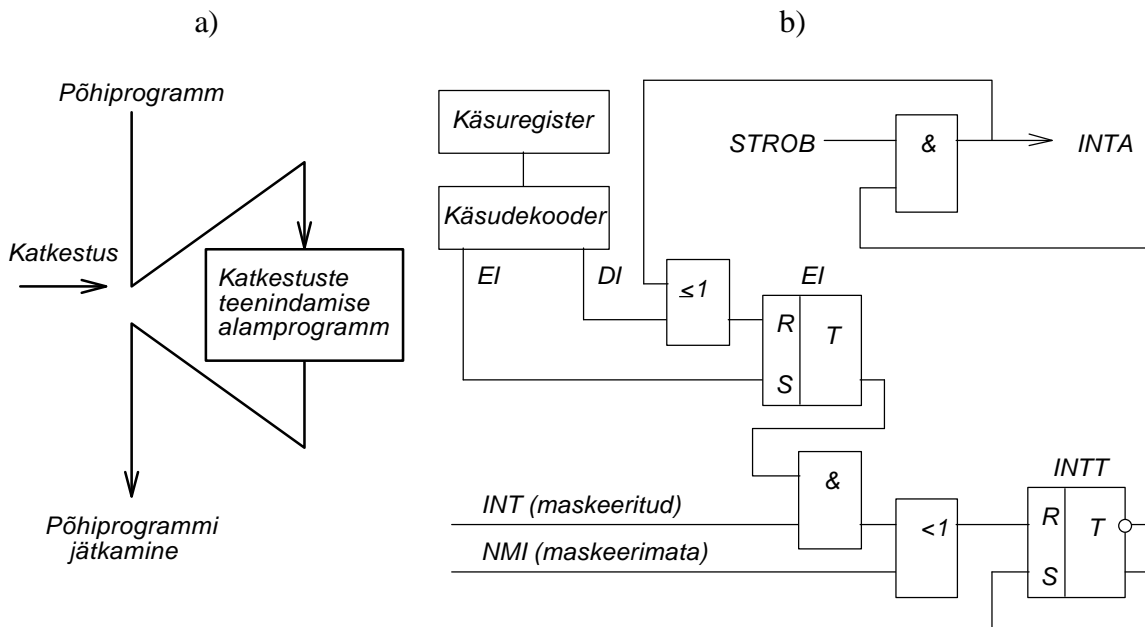 a)
b)
Põhiprogramm
Katkestus
Katkestuste
teenindamise
alamprogramm
Põhiprogrammi
jätkamine
Käsuregister
Käsudekooder
EI
DI
≤1
STROB
&
INTA
EI
R
T
S
&
INT (maskeeritud)
NMI (maskeerimata)
<1
INTT
R
T
S